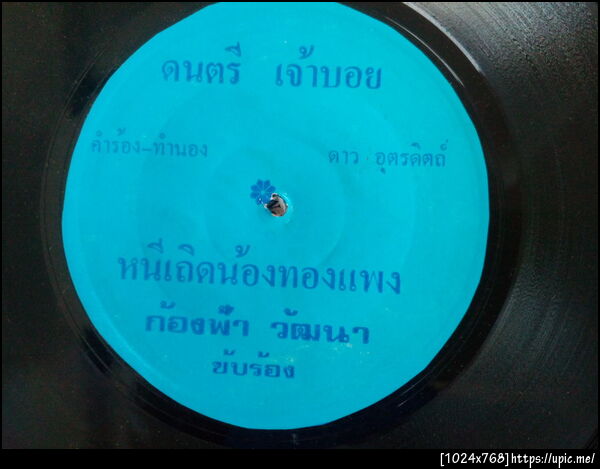 ดนตรี เจ้าบอย
คำร้อง-ทำนอง ดาว อุตรดิตถ์
หนีเถิดน้องทองแพง
ก้องฟ้า วัฒนา
ขับร้อง
[1024x768]https://upic.me/